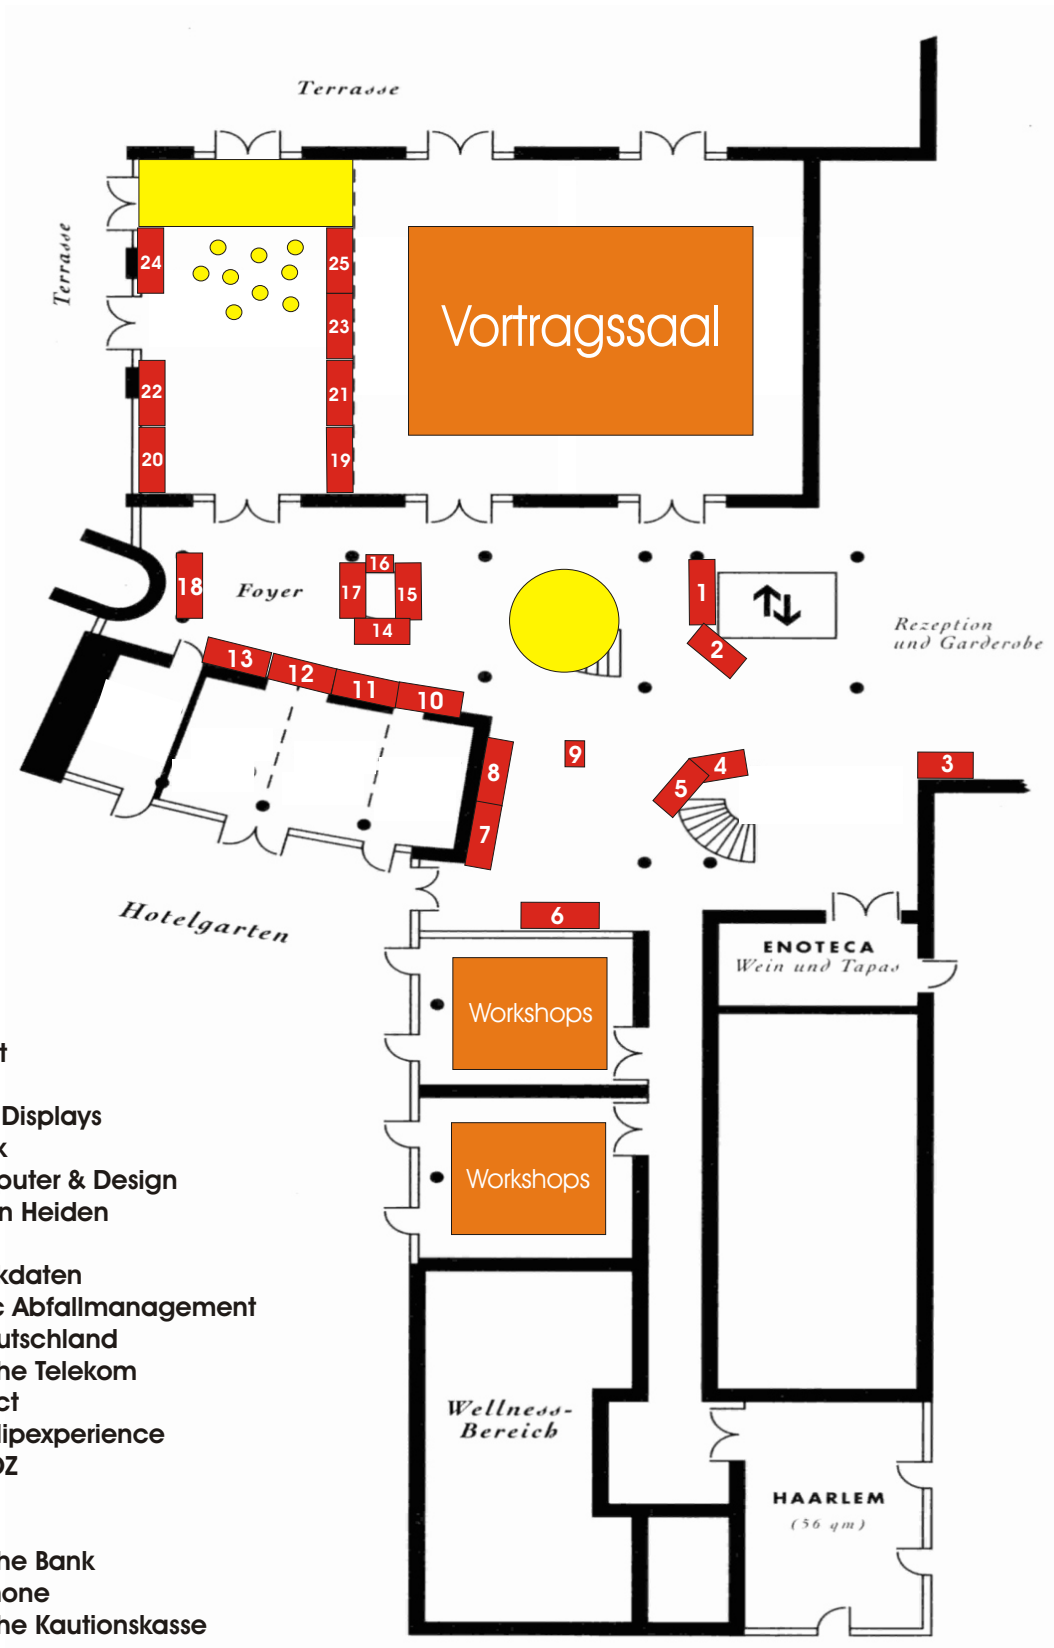 Terrasse
Terrasse
24
25
23
22
21
20
19
Vortragssaal
18
Foyer
16
17
15
14
1
2
Rezeption
und Garderobe
13
12
11
10
9
8
7
4
5
3
Hotelgarten
6
ENOTECA
Wein und Tapas
Workshops
Workshops
t
Displays
k
outer & Design
n Heiden
kdaten
c Abfallmanagement
utschland
he Telekom
ct
lipexperience
OZ
he Bank
none
he Kautionskasse
Wellness-
Bereich
HAARLEM
(56 qm)